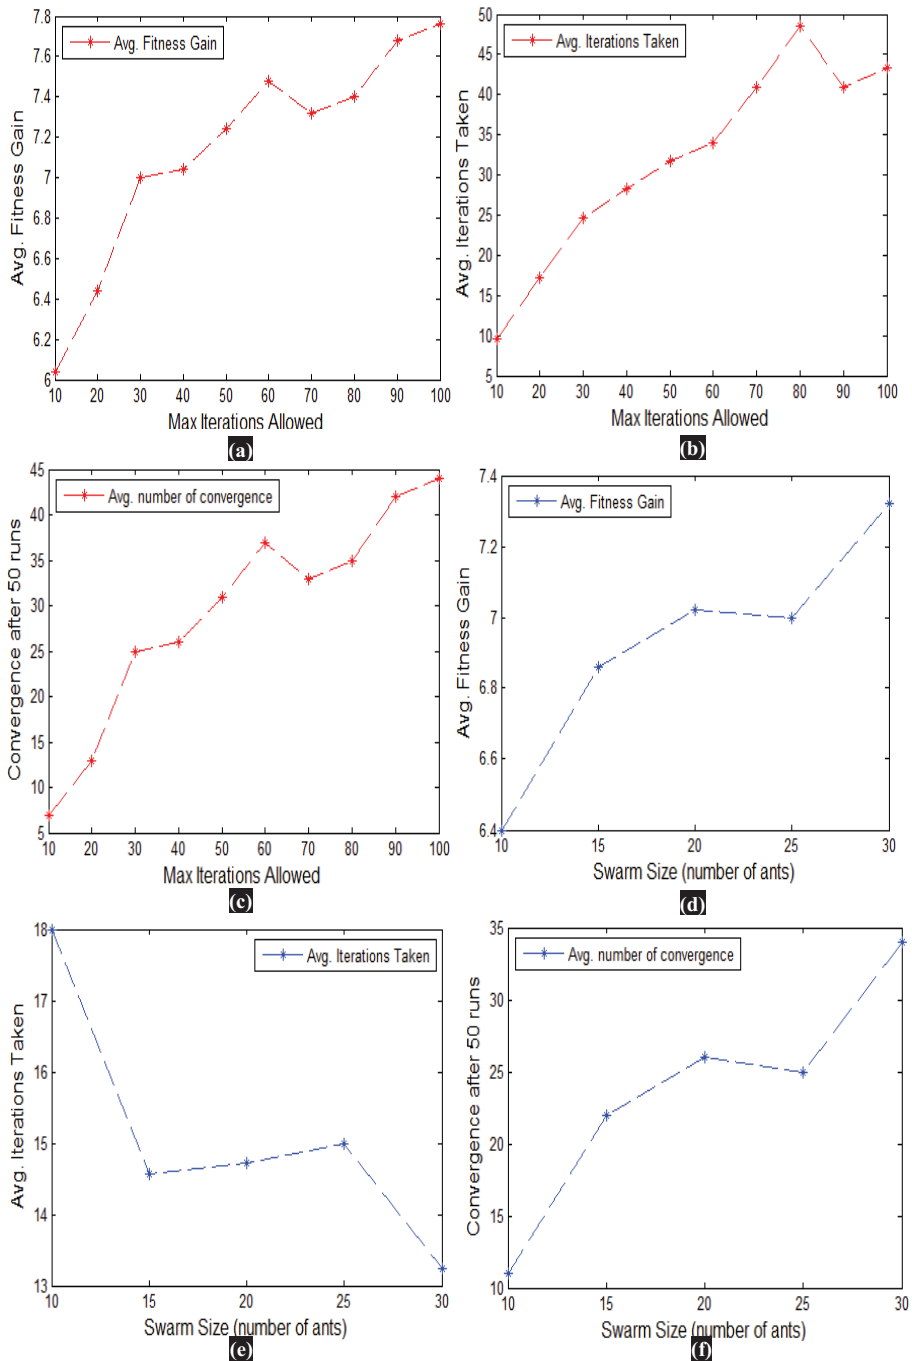 Avg. Fitness Gain
Avg. Fitness Gain
7.8
7.6
7.4
7.2
7
6.8
6.6
6.4
6.2
6
10 20 30 40 50 60 70 80 90 100
Max Iterations Allowed
(a)
Avg. Iterations Taken
Avg. Iterations Taken
50
45
40
35
30
25
20
15
10
5
10 20 30 40 50 60 70 80 90 100
Max Iterations Allowed
(b)
Avg. number of convergence
Convergence after 50 runs
45
40
35
30
25
20
15
10
5
10 20 30 40 50 60 70 80 90 100
Max Iterations Allowed
(c)
Avg. Fitness Gain
Avg. Fitness Gain
7.4
7.2
7
6.8
6.6
6.4
10 15 20 25 30
Swarm Size (number of ants)
(d)
Avg. Iterations Taken
Avg. Iterations Taken
18
17
16
15
14
13
10 15 20 25 30
Swarm Size (number of ants)
(e)
Avg. number of convergence
Convergence after 50 runs
35
30
25
20
15
10
10 15 20 25 30
Swarm Size (number of ants)
(f)